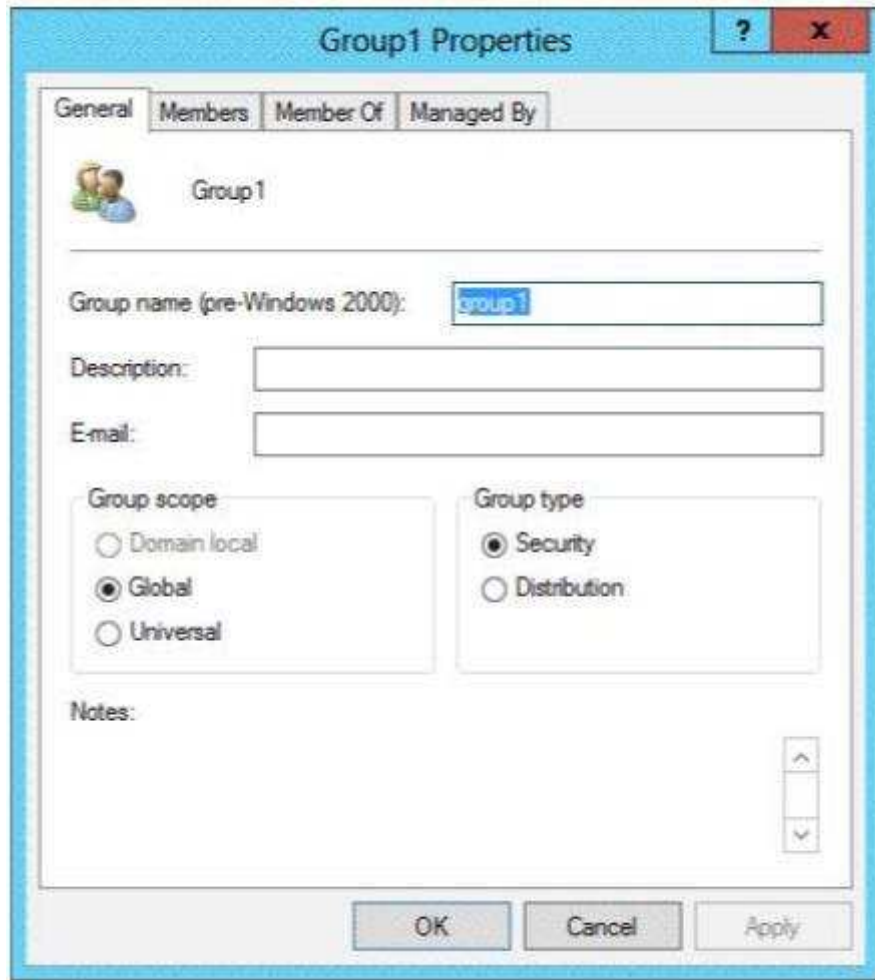 Group1 Properties
? x
General Members Member Of Managed By
Group1
Group name (pre-Windows 2000): group1
Description:
E-mail:
Group scope Group type
Domain local Security
Global Distribution
Universal
Notes:
OK Cancel Apply